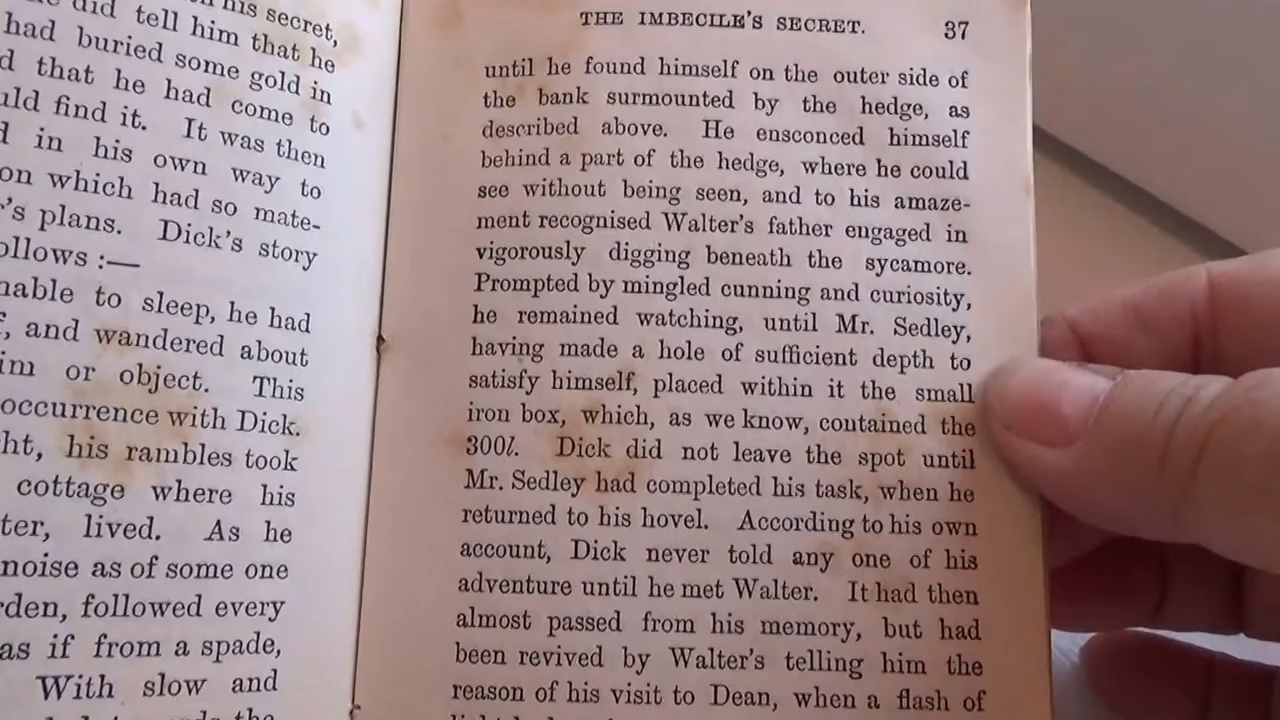 his secret,
did tell him that he
had buried some gold in
that he had come to
find it. It was then
in his own way to
on which had so mate-
plans. Dick's story
:—
to sleep, he had
and wandered about
or object. This
occurrence with Dick.
his rambles took
cottage where his
lived. As he
noise as of some one
followed every
as if from a spade,
With slow and
the
THE IMBECILE'S SECRET. 37
until he found himself on the outer side of
the bank surmounted by the hedge, as
described above. He ensconced himself
behind a part of the hedge, where he could
see without being seen, and to his amaze-
ment recognised Walter's father engaged in
vigorously digging beneath the sycamore.
Prompted by mingled cunning and curiosity,
he remained watching, until Mr. Sedley,
having made a hole of sufficient depth to
satisfy himself, placed within it the small
iron box, which, as we know, contained the
300l. Dick did not leave the spot until
Mr. Sedley had completed his task, when he
returned to his hovel. According to his own
account, Dick never told any one of his
adventure until he met Walter. It had then
almost passed from his memory, but had
been revived by Walter's telling him the
reason of his visit to Dean, when a flash of